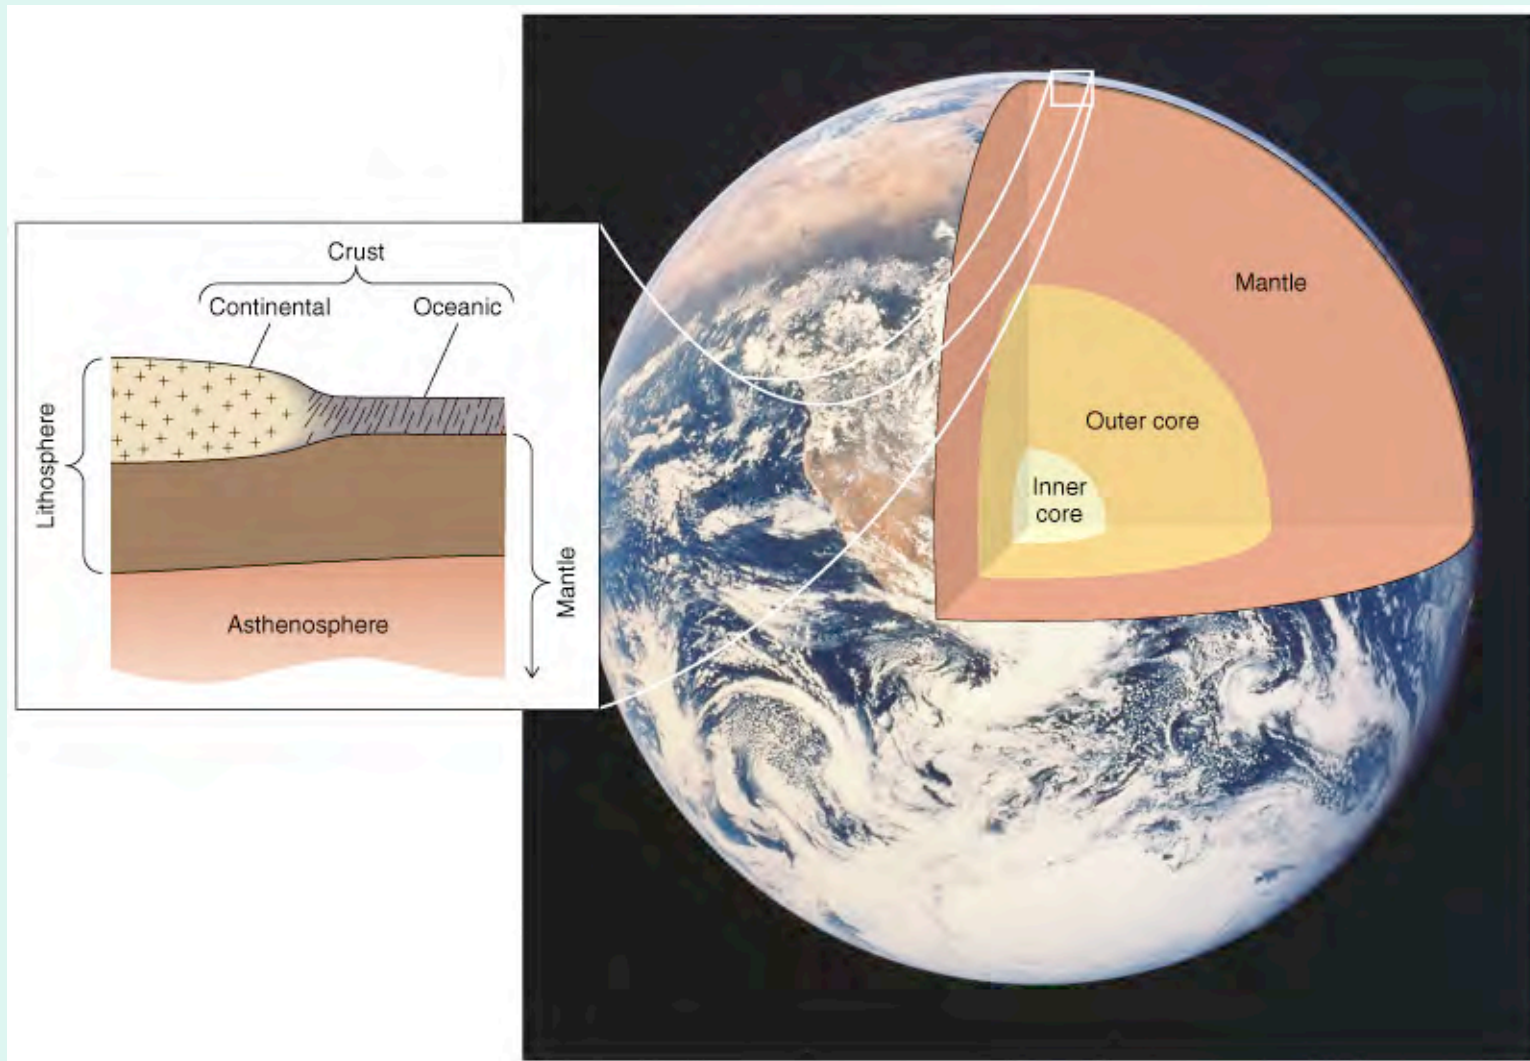 Crust
Continental
Oceanic
Lithosphere
Mantle
Asthenosphere
Mantle
Outer core
Inner
core